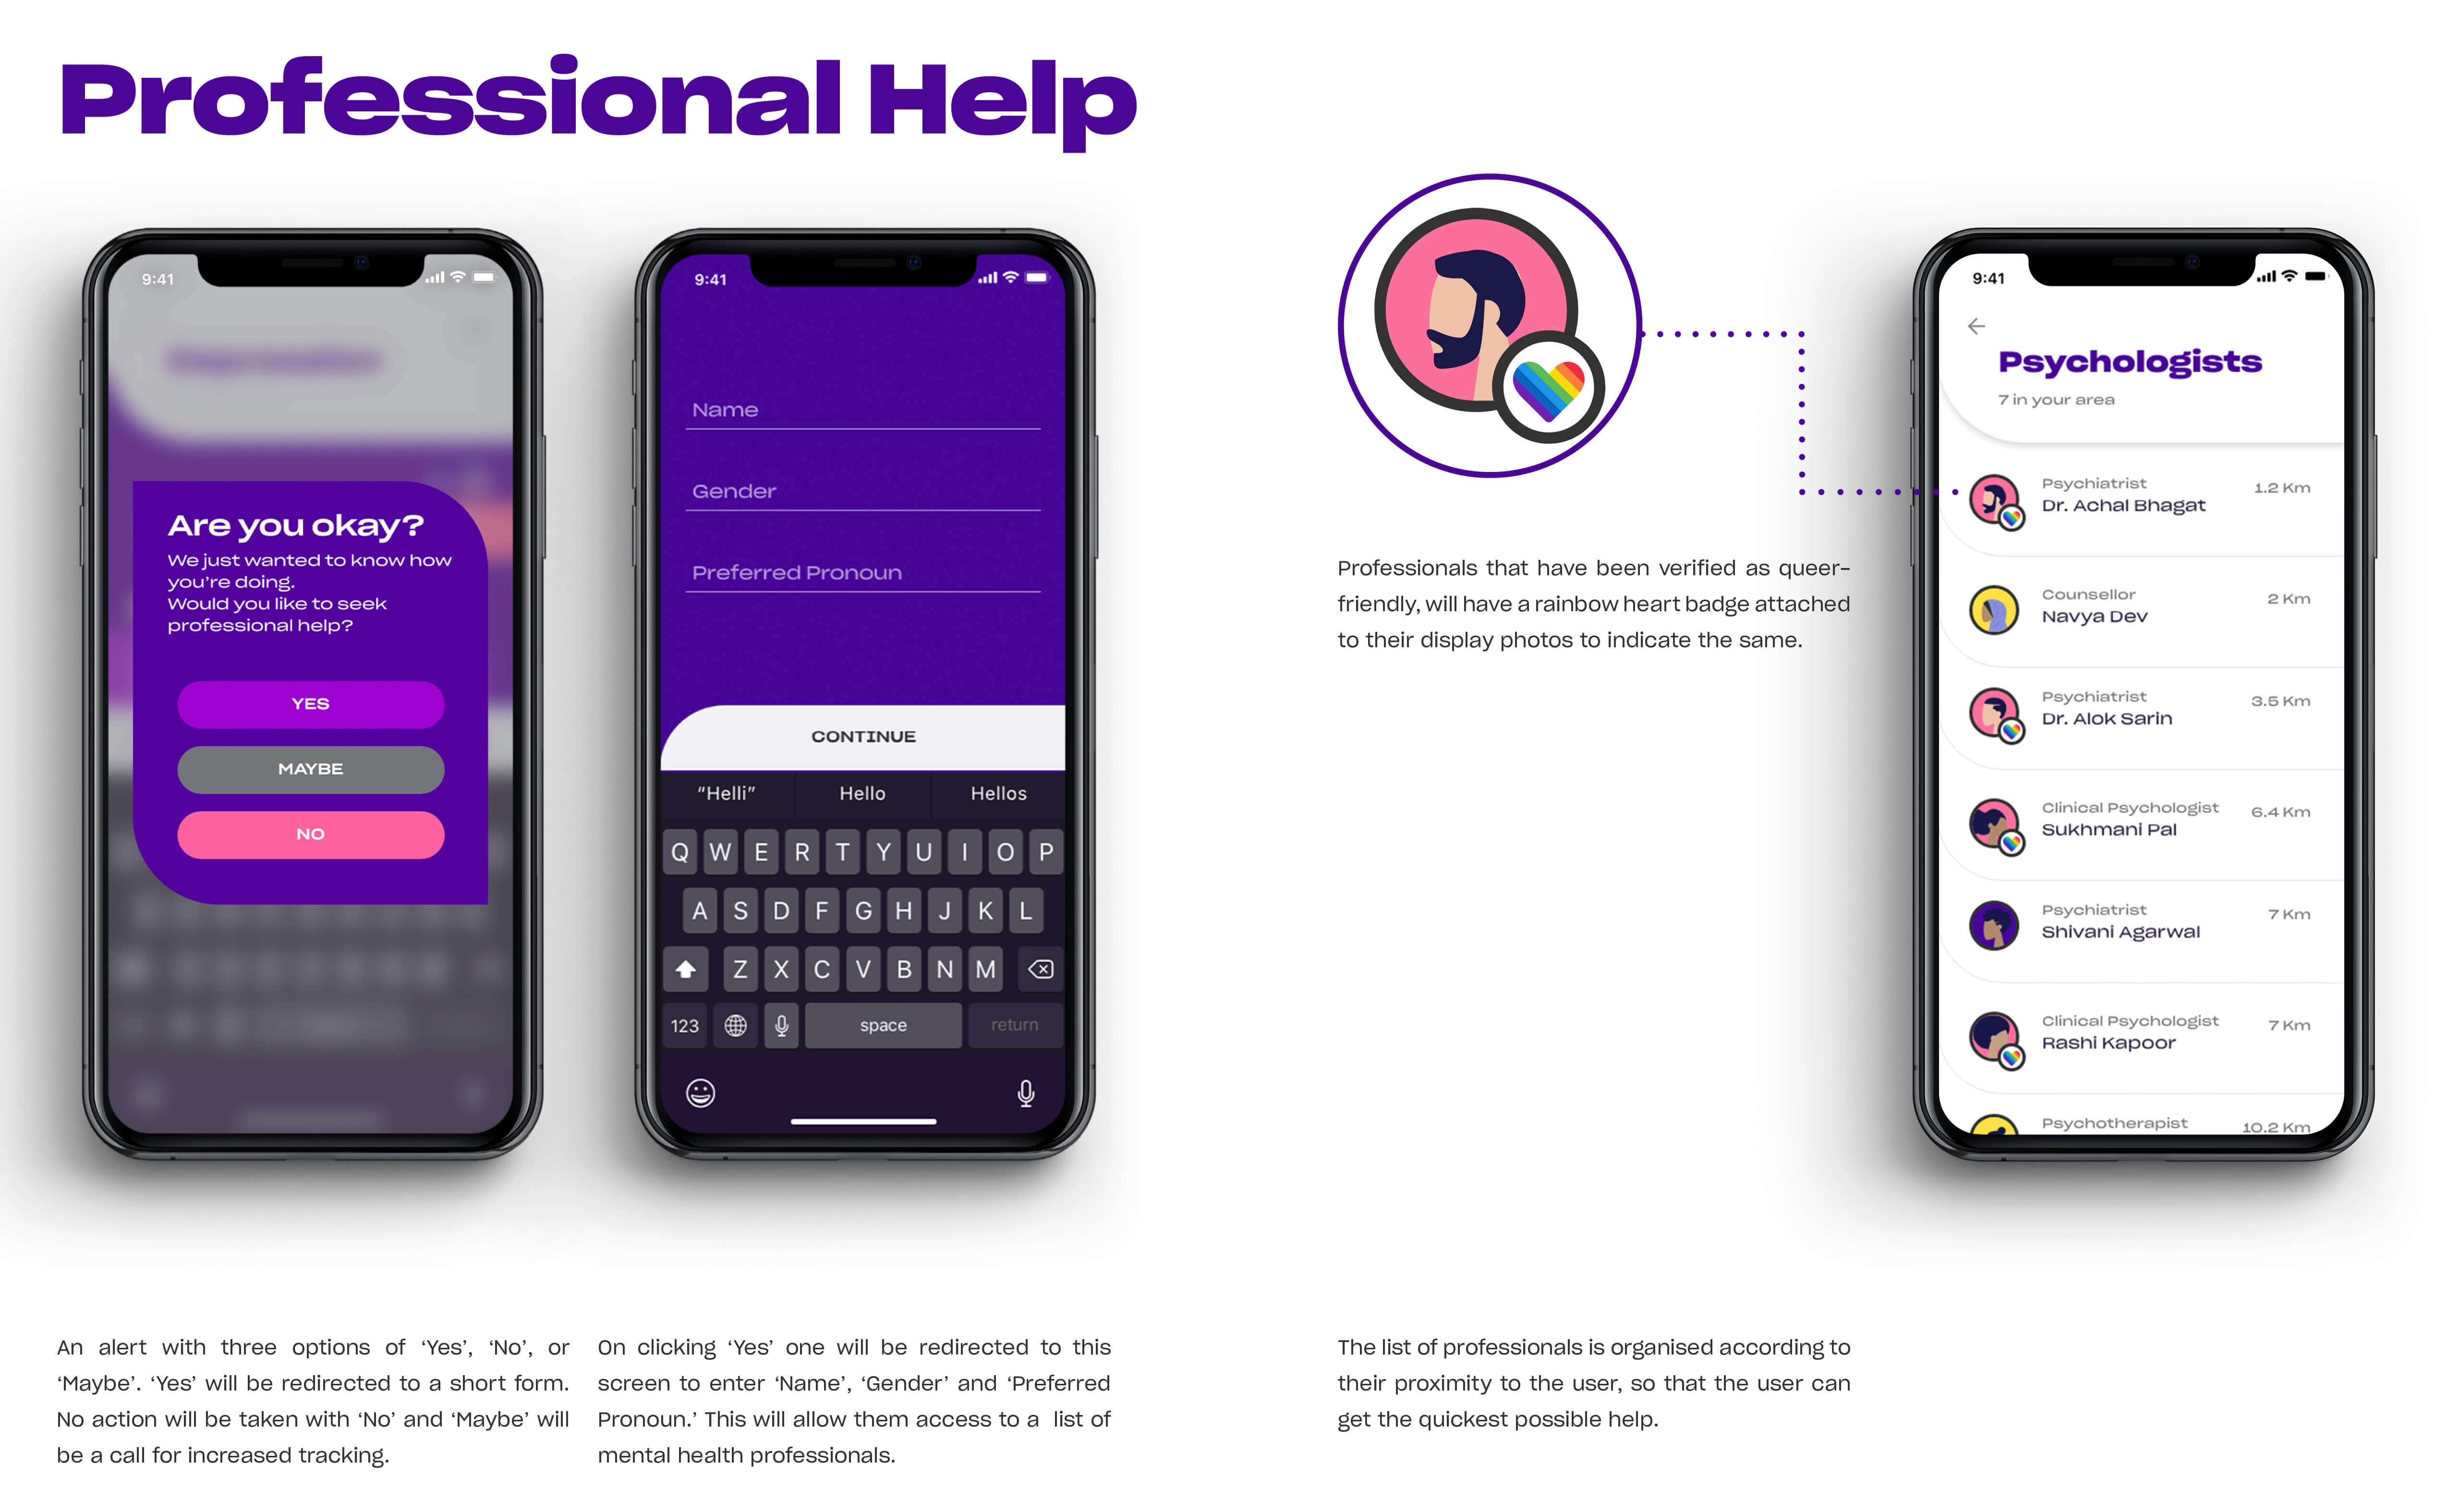 Professional Help
9:41
Are you okay?
We just wanted to know how
you're doing.
Would you like to seek
professional help?
YES
MAYBE
NO
9:41
Name
Gender
Preferred Pronoun
CONTINUE
“Helli” Hello Hellos
Q W E R T Y U I O P
A S D F G H J K L
Z X C V B N M
123 space return
Professionals that have been verified as queer-
friendly, will have a rainbow heart badge attached
to their display photos to indicate the same.
9:41
Psychologists
7 in your area
Psychiatrist 1.2 Km
Dr. Achal Bhagat
Counsellor 2 Km
Navya Dev
Psychiatrist 3.5 Km
Dr. Alok Sarin
Clinical Psychologist 6.4 Km
Sukhmani Pal
Psychiatrist 7 Km
Shivani Agarwal
Clinical Psychologist 7 Km
Rashi Kapoor
Psychotherapist 10.2 Km
An alert with three options of ‘Yes’, ‘No’, or
‘Maybe’. ‘Yes’ will be redirected to a short form.
No action will be taken with ‘No’ and ‘Maybe’ will
be a call for increased tracking.
On clicking ‘Yes’ one will be redirected to this
screen to enter ‘Name’, ‘Gender’ and ‘Preferred
Pronoun.’ This will allow them access to a list of
mental health professionals.
The list of professionals is organised according to
their proximity to the user, so that the user can
get the quickest possible help.